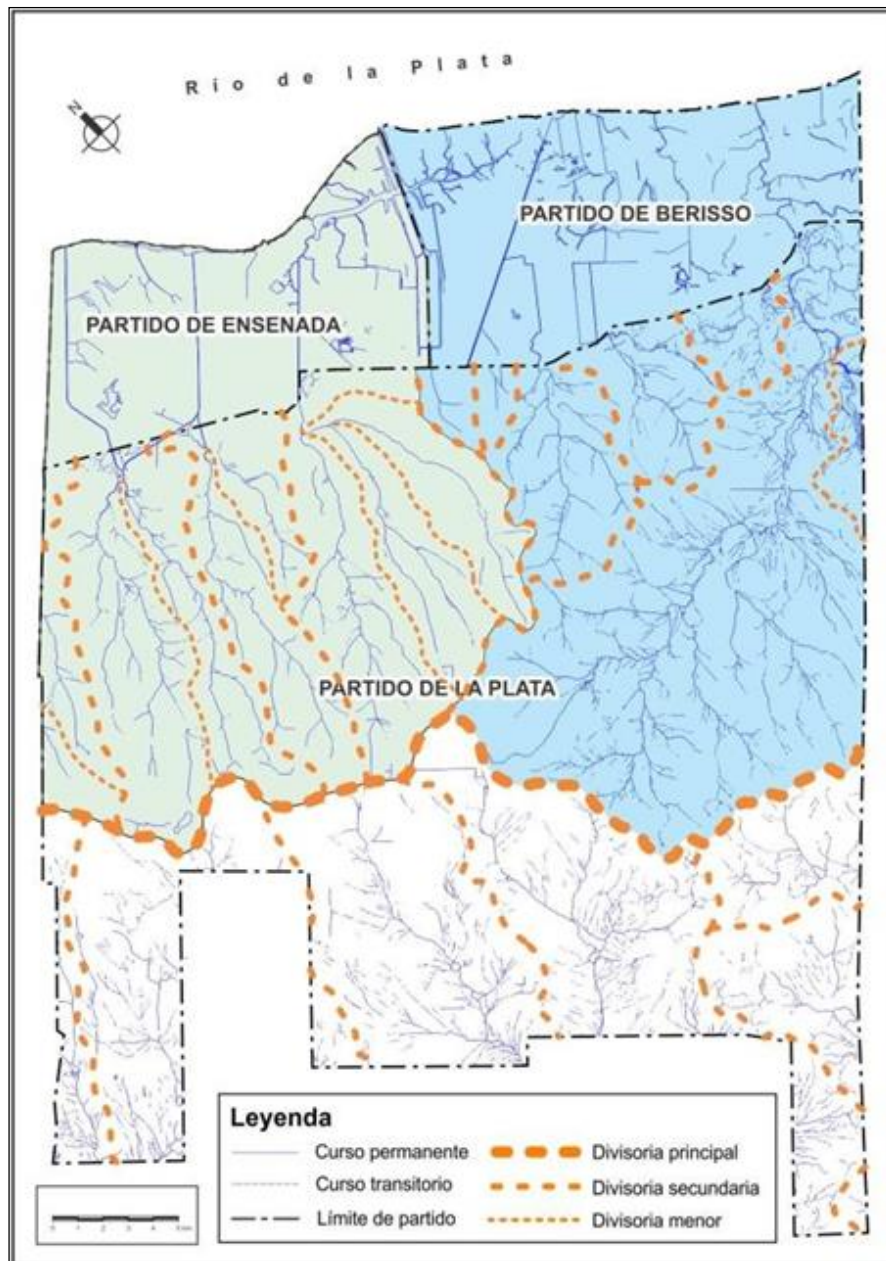 Río de la Plata
N
PARTIDO DE BERISSO
PARTIDO DE ENSENADA
PARTIDO DE LA PLATA
Leyenda
Curso permanente
Divisoria principal
Curso transitorio
Divisoria secundaria
Límite de partido
Divisoria menor